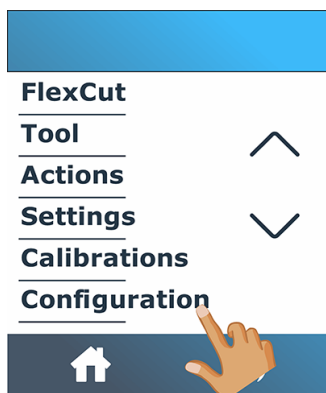 FlexCut
Tool
Actions
Settings
Calibrations
Configuration